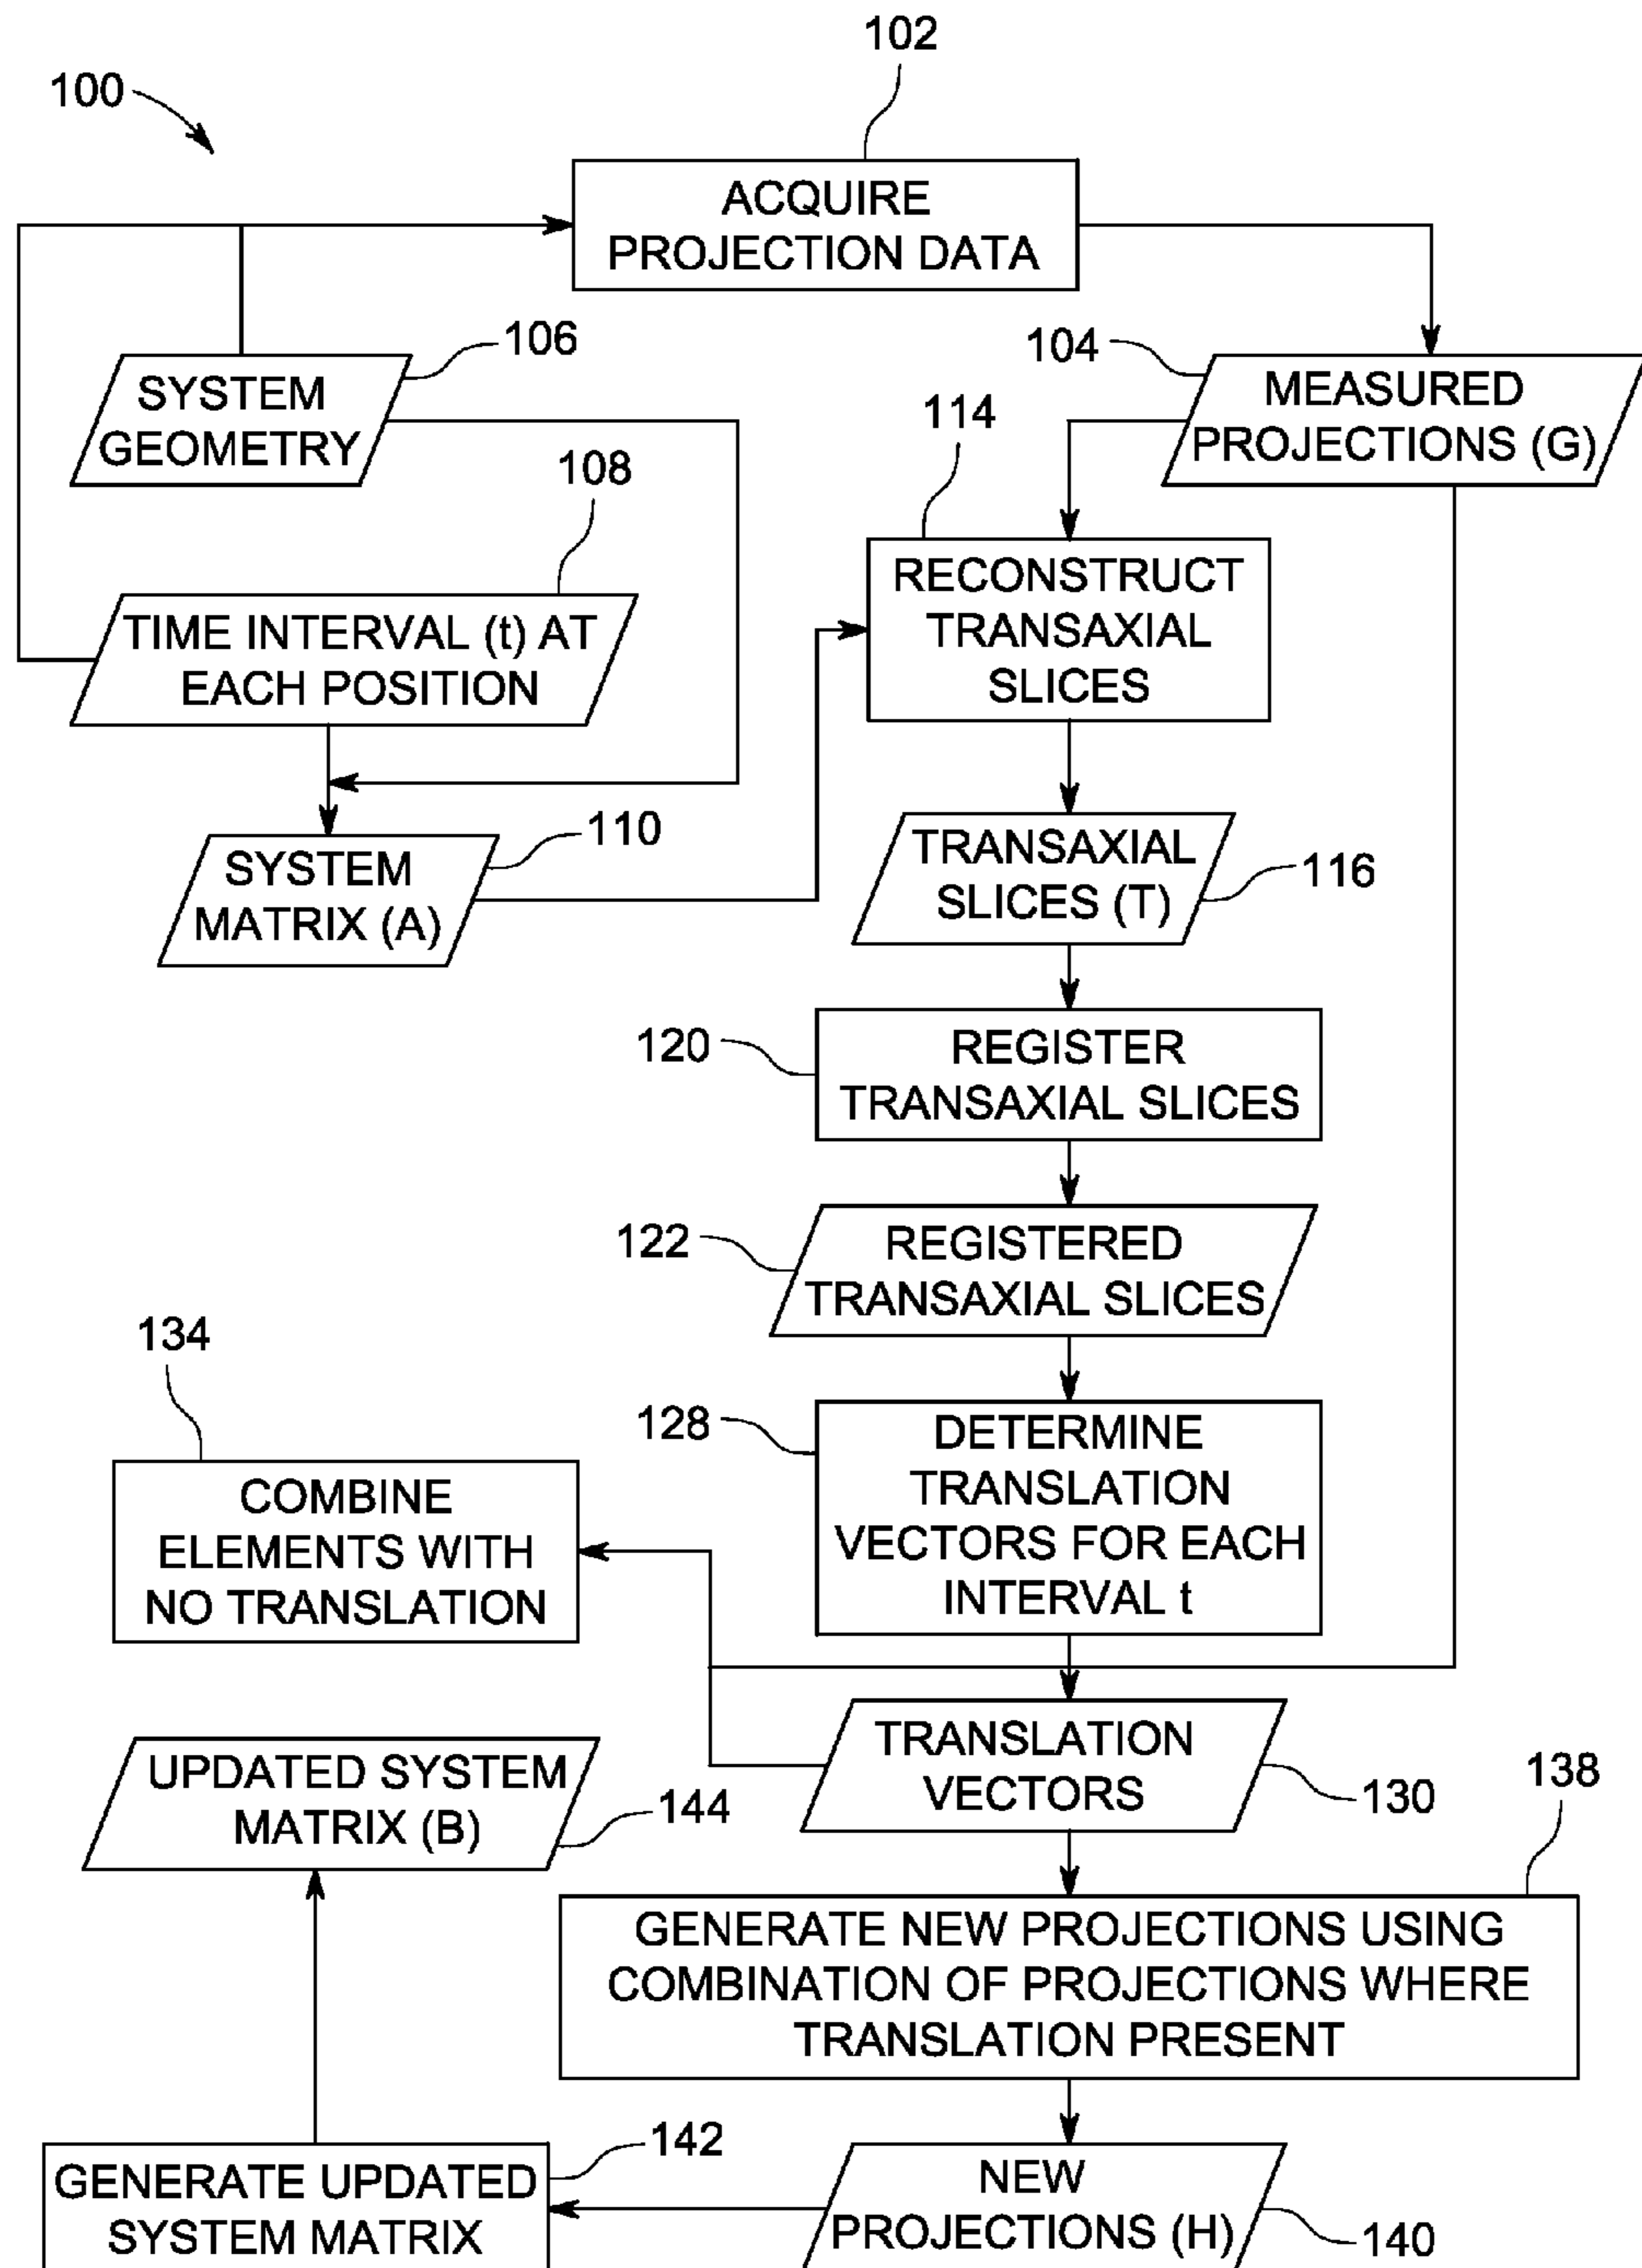 102
100
ACQUIRE
PROJECTION DATA
106
SYSTEM
GEOMETRY
104
MEASURED
PROJECTIONS (G)
114
108
RECONSTRUCT
TRANSAXIAL
SLICES
TIME INTERVAL (t) AT
EACH POSITION
110
SYSTEM
MATRIX (A)
TRANSAXIAL
SLICES (T)
116
120
REGISTER
TRANSAXIAL SLICES
122
REGISTERED
TRANSAXIAL SLICES
134
128
DETERMINE
TRANSLATION
VECTORS FOR EACH
INTERVAL t
COMBINE
ELEMENTS WITH
NO TRANSLATION
TRANSLATION
VECTORS
130
138
UPDATED SYSTEM
MATRIX (B)
144
GENERATE NEW PROJECTIONS USING
COMBINATION OF PROJECTIONS WHERE
TRANSLATION PRESENT
142
GENERATE UPDATED
SYSTEM MATRIX
NEW
PROJECTIONS (H)
140